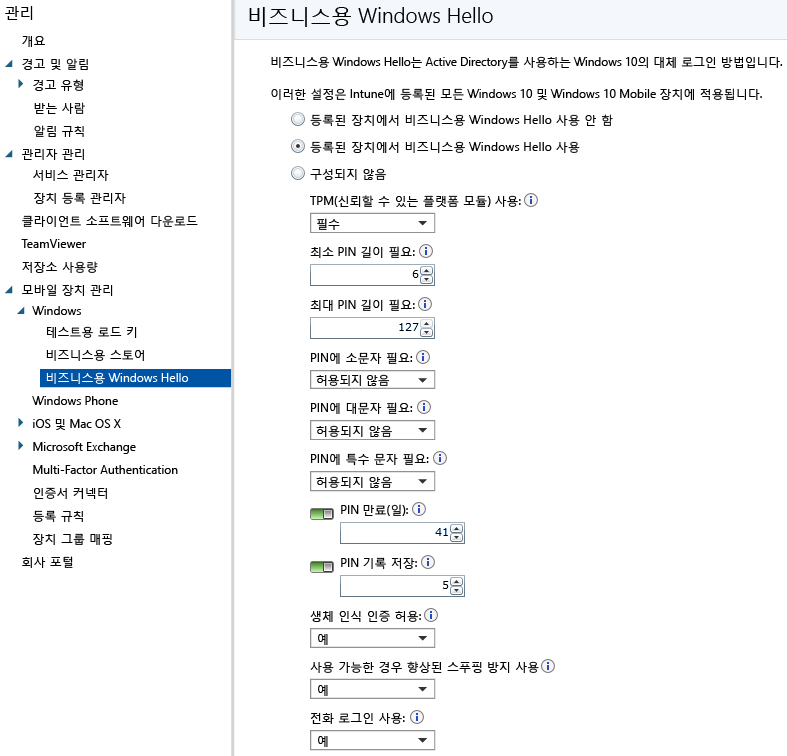 관리
개요
경고 및 알림
경고 유형
받는 사람
알림 규칙
관리자 관리
서비스 관리자
장치 등록 관리자
클라이언트 소프트웨어 다운로드
TeamViewer
저장소 사용량
모바일 장치 관리
Windows
테스트용 로드 키
비즈니스용 스토어
비즈니스용 Windows Hello
Windows Phone
iOS 및 Mac OS X
Microsoft Exchange
Multi-Factor Authentication
인증서 커넥터
등록 규칙
장치 그룹 매핑
회사 포털
비즈니스용 Windows Hello
비즈니스용 Windows Hello는 Active Directory를 사용하는 Windows 10의 대체 로그인 방법입니다.
이러한 설정은 Intune에 등록된 모든 Windows 10 및 Windows 10 Mobile 장치에 적용됩니다.
등록된 장치에서 비즈니스용 Windows Hello 사용 안 함
등록된 장치에서 비즈니스용 Windows Hello 사용
구성되지 않음
TPM(신뢰할 수 있는 플랫폼 모듈) 사용:
필수
최소 PIN 길이 필요:
6
최대 PIN 길이 필요:
127
PIN에 소문자 필요:
허용되지 않음
PIN에 대문자 필요:
허용되지 않음
PIN에 특수 문자 필요:
허용되지 않음
PIN 만료(일):
41
PIN 기록 저장:
5
생체 인식 인증 허용:
예
사용 가능한 경우 향상된 스푸핑 방지 사용
예
전화 로그인 사용:
예